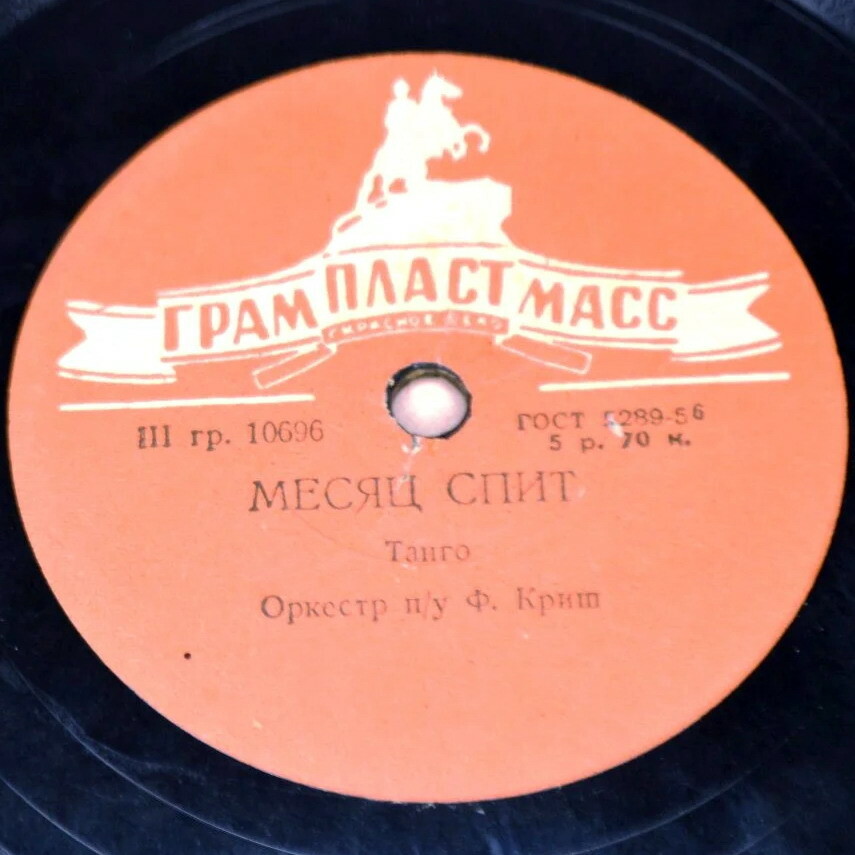 ГРАМПЛАСТМАСС
III гр. 10696
ГОСТ 5289-56
5 р. 70 к.
МЕСЯЦ СПИТ
Танго
Оркестр п/у Ф. Криш